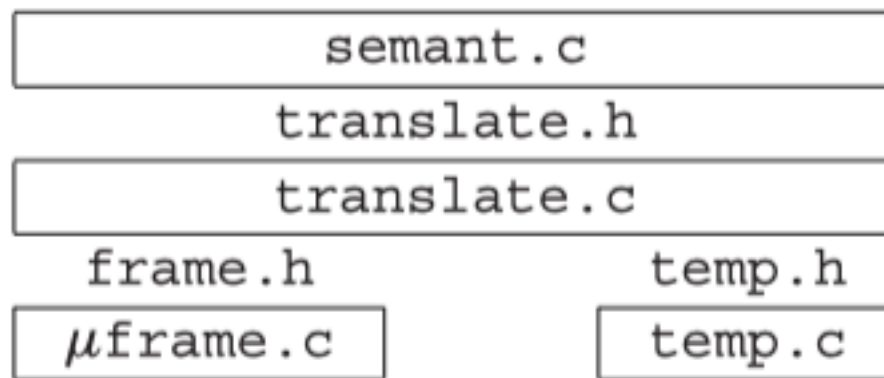 semant.c
translate.h
translate.c
frame.h temp.h
μframe.c temp.c